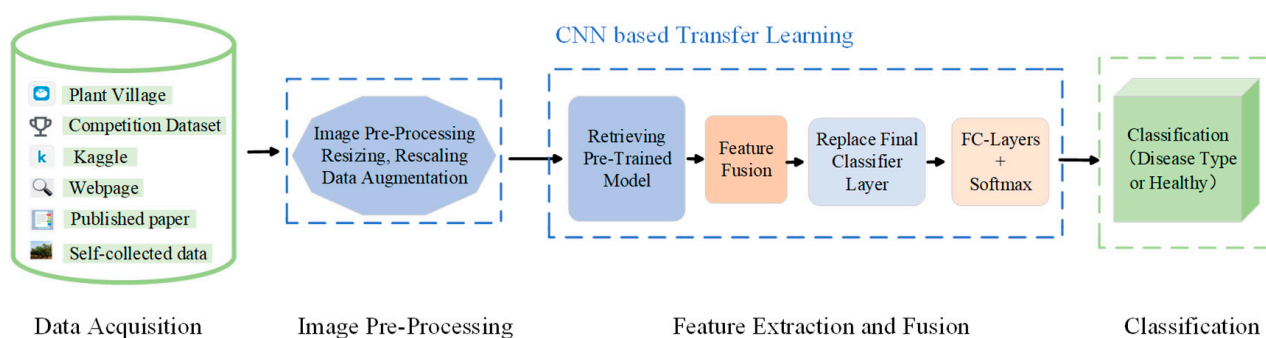 CNN based Transfer Learning
Plant Village
Competition Dataset
k
Kaggle
Webpage
Published paper
Self-collected data
Image Pre-Processing
Resizing, Rescaling
Data Augmentation
Retrieving
Pre-Trained
Model
Feature
Fusion
Replace Final
Classifier
Layer
FC-Layers
+
Softmax
Classification
（Disease Type
or Healthy）
Data Acquisition
Image Pre-Processing
Feature Extraction and Fusion
Classification